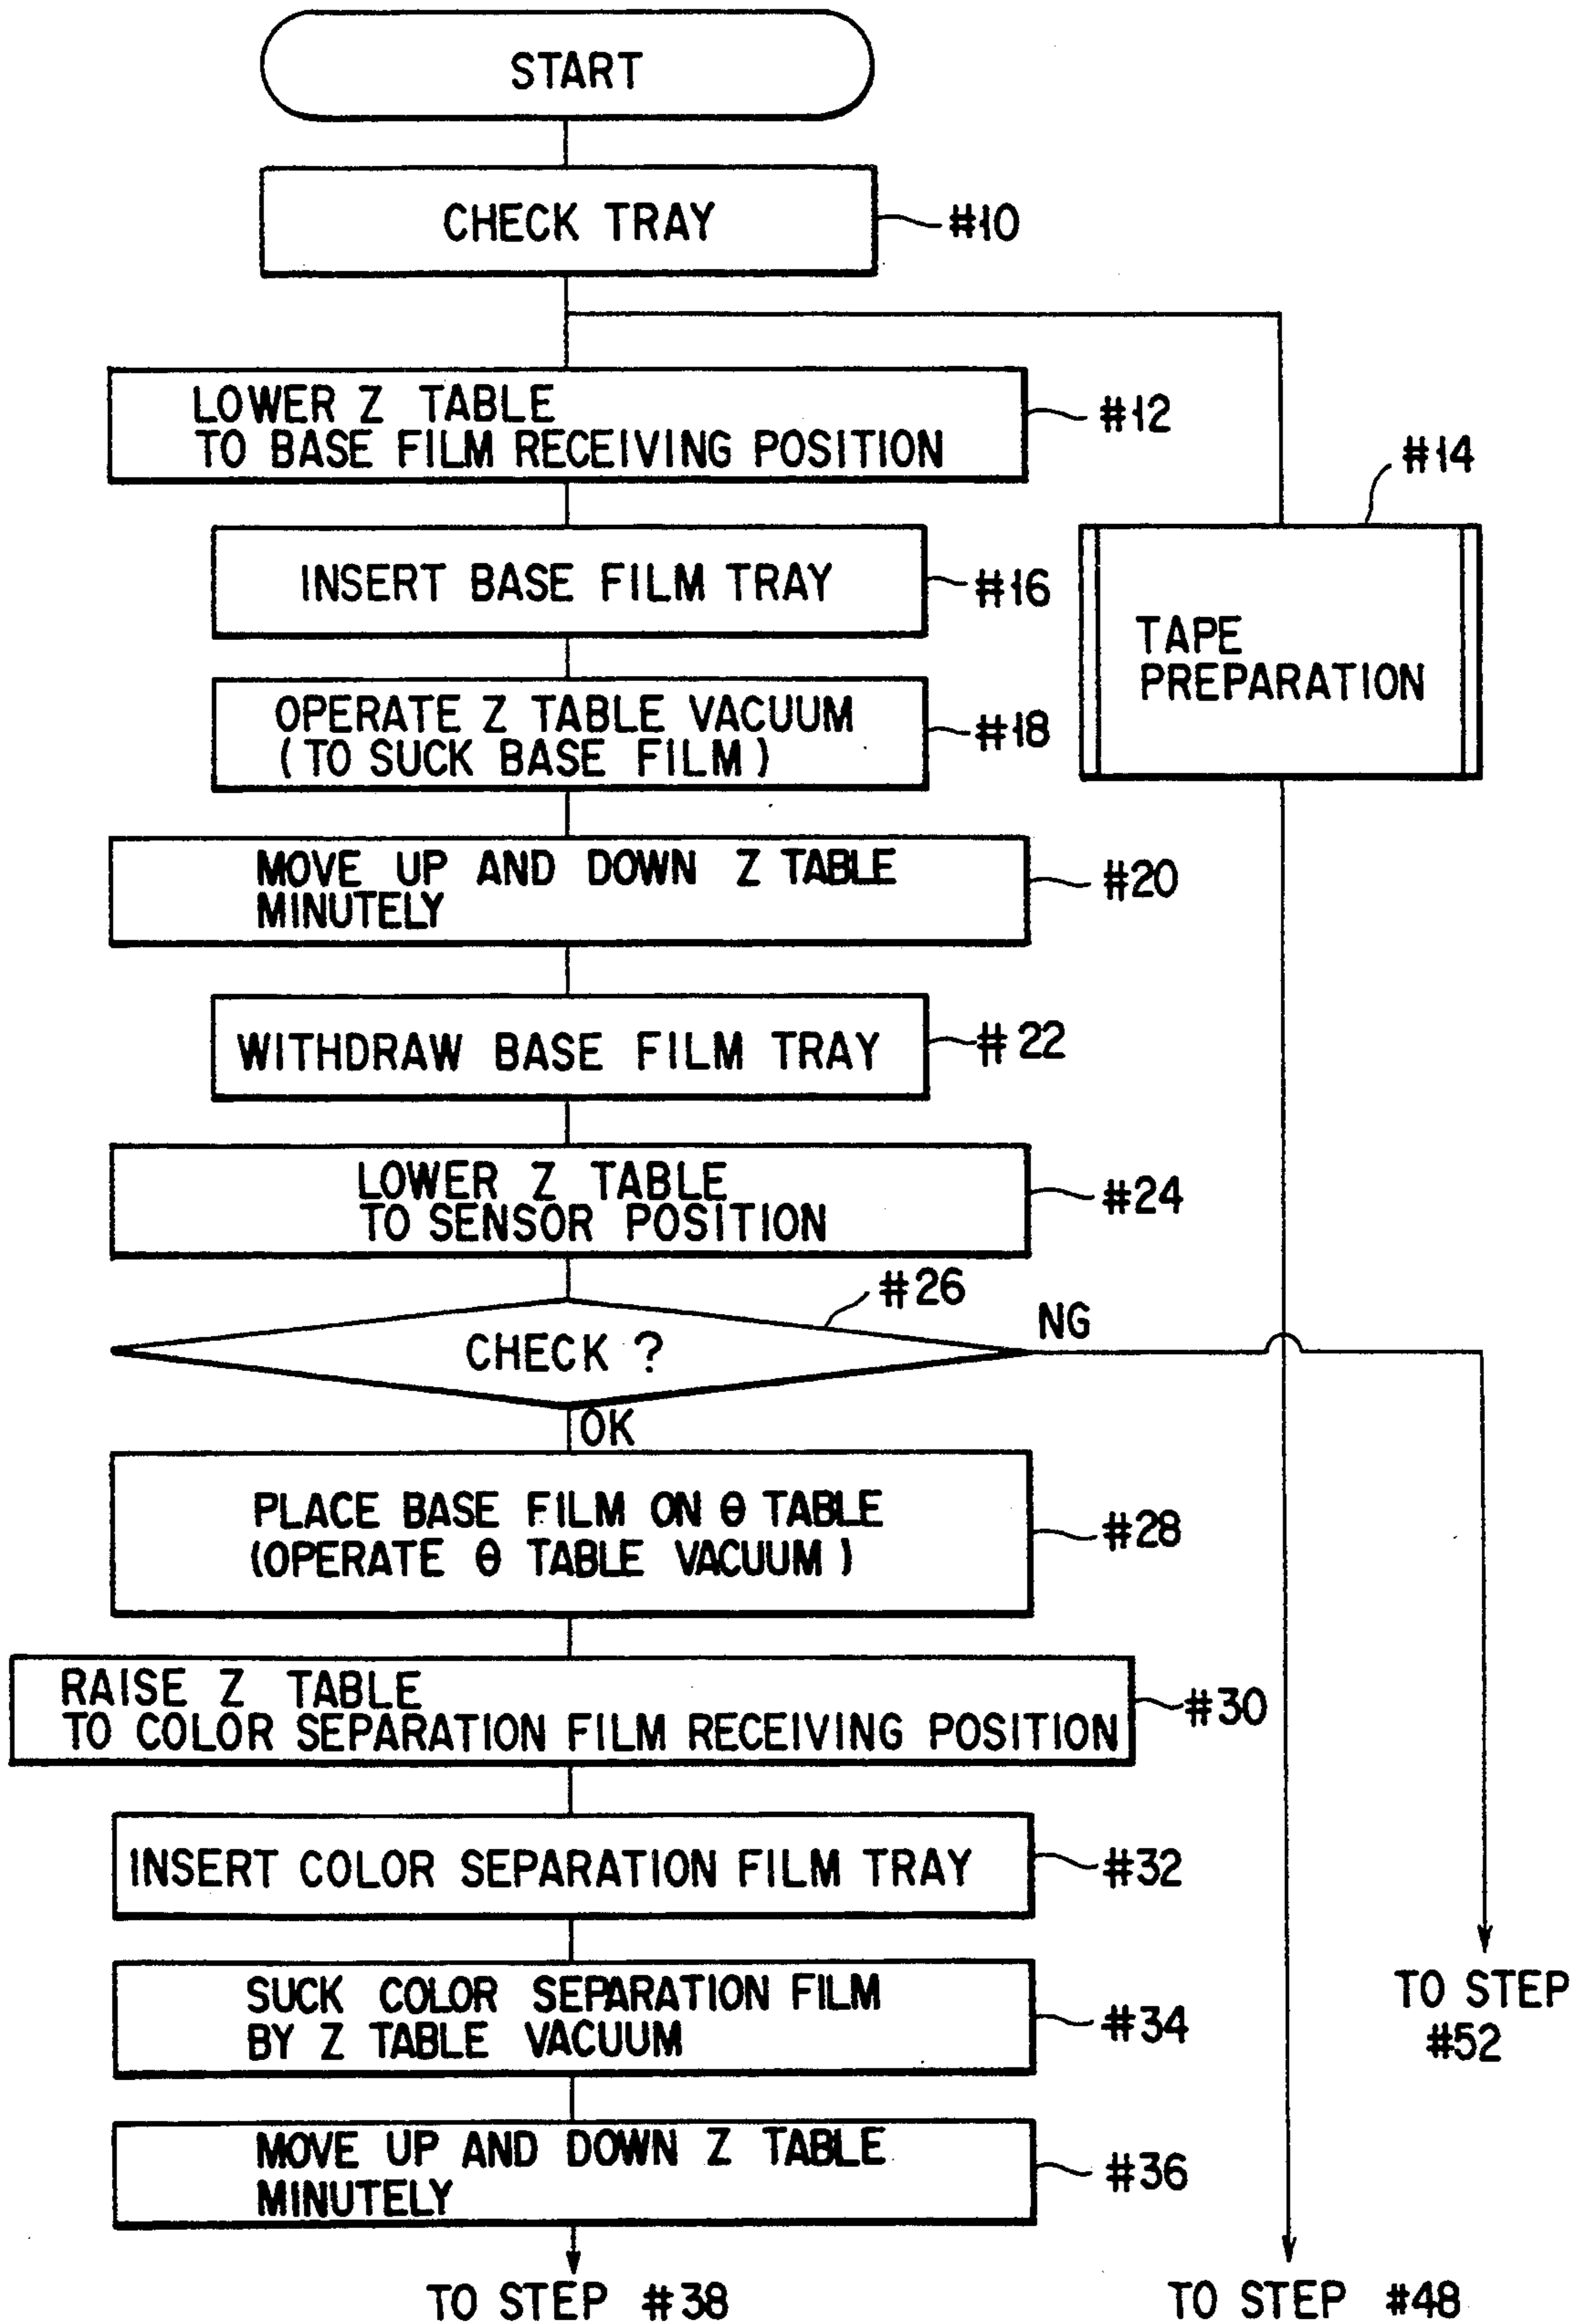 START
CHECK TRAY
#10
LOWER Z TABLE
TO BASE FILM RECEIVING POSITION
#12
#14
TAPE
PREPARATION
INSERT BASE FILM TRAY
#16
OPERATE Z TABLE VACUUM
(TO SUCK BASE FILM)
#18
MOVE UP AND DOWN Z TABLE
MINUTELY
#20
WITHDRAW BASE FILM TRAY
#22
LOWER Z TABLE
TO SENSOR POSITION
#24
#26
CHECK ?
NG
OK
PLACE BASE FILM ON θ TABLE
(OPERATE θ TABLE VACUUM)
#28
RAISE Z TABLE
TO COLOR SEPARATION FILM RECEIVING POSITION
#30
INSERT COLOR SEPARATION FILM TRAY
#32
SUCK COLOR SEPARATION FILM
BY Z TABLE VACUUM
#34
TO STEP
#52
MOVE UP AND DOWN Z TABLE
MINUTELY
#36
TO STEP #38
TO STEP #48